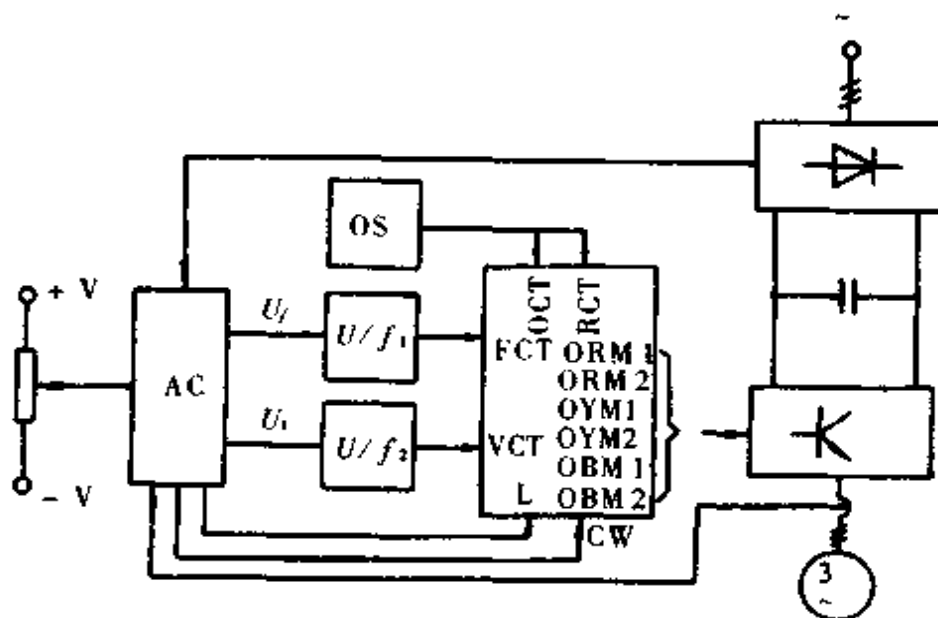 ~
OS
OCT
RCT
+ V
U_f
U/f₁
FCT
ORM 1
ORM 2
AC
OYM1
U₁
U/f₂
VCT
OYM2
OBM 1
− V
L
OBM 2
CW
3
~